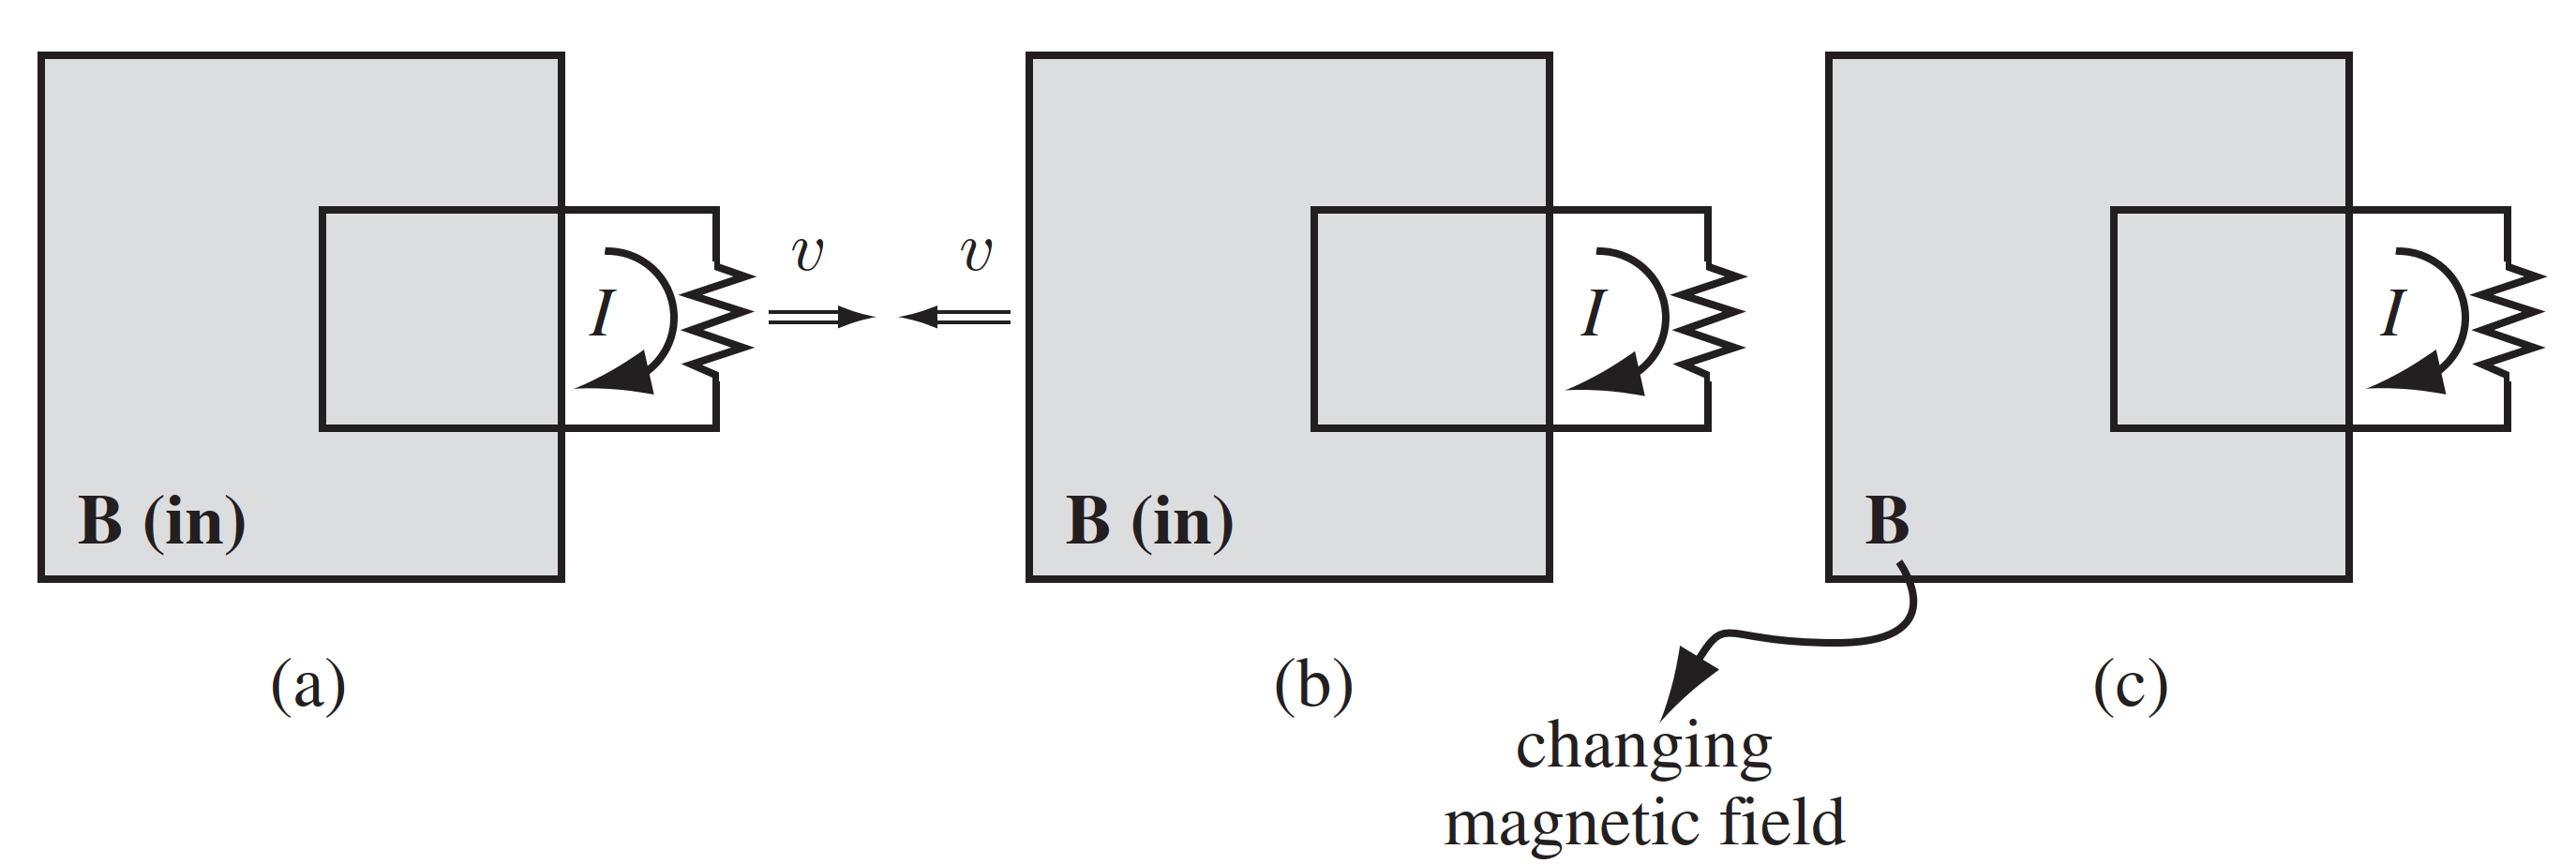 v
v
I
I
I
B (in)
B (in)
B
(a)
(b)
(c)
changing
magnetic field